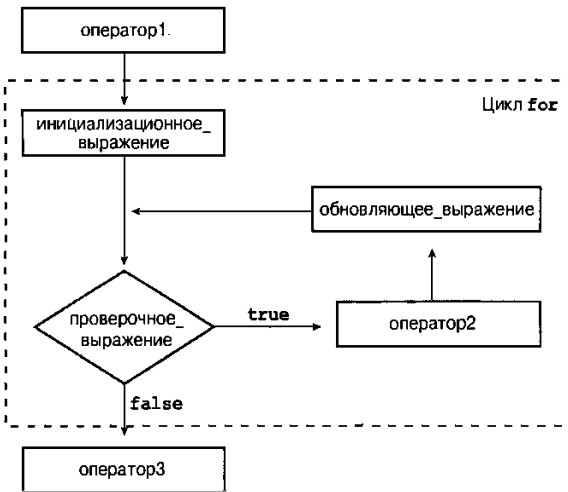 оператор1.
Цикл for
инициализационное_
выражение
обновляющее_выражение
проверочное_
выражение
true
оператор2
false
оператор3